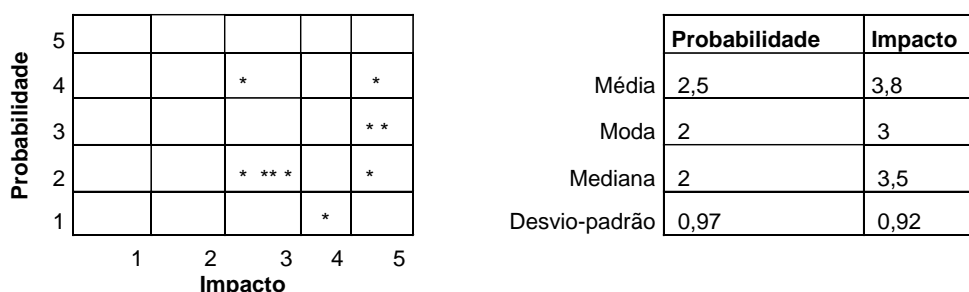 Probabilidade
5
4 * *
3 * *
2 * ** * *
1 *
1 2 3 4 5
Impacto
Probabilidade Impacto
Média 2,5 3,8
Moda 2 3
Mediana 2 3,5
Desvio-padrão 0,97 0,92